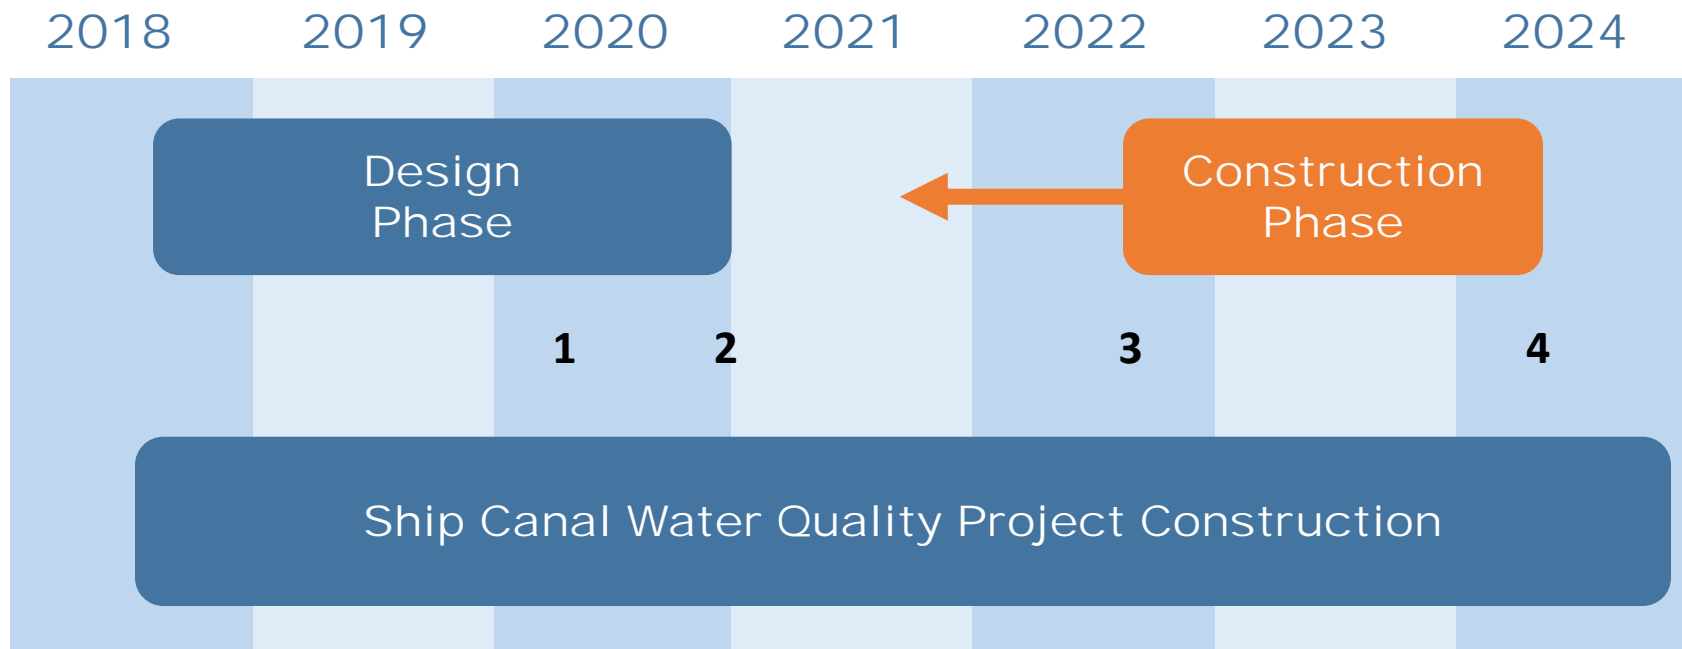 2018 2019 2020 2021 2022 2023 2024
Design
Phase
Construction
Phase
1 2 3 4
Ship Canal Water Quality Project Construction